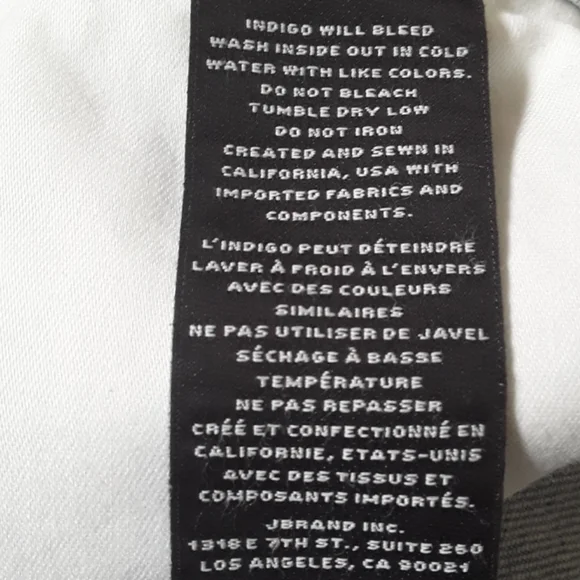 INDIGO WILL BLEED
WASH INSIDE OUT IN COLD
WATER WITH LIKE COLORS.
DO NOT BLEACH
TUMBLE DRY LOW
DO NOT IRON
CREATED AND SEWN IN
CALIFORNIA, USA WITH
IMPORTED FABRICS AND
COMPONENTS.
L'INDIGO PEUT DÉTEINDRE
LAVER À FROID À L'ENVERS
AVEC DES COULEURS
SIMILAIRES
NE PAS UTILISER DE JAVEL
SÉCHAGE À BASSE
TEMPÉRATURE
NE PAS REPASSER
CRÉÉ ET CONFECTIONNÉ EN
CALIFORNIE, ETATS-UNIS
AVEC DES TISSUS ET
COMPOSANTS IMPORTÉS.
JBRAND INC.
1318 E 7TH ST., SUITE 260
LOS ANGELES, CA 90021